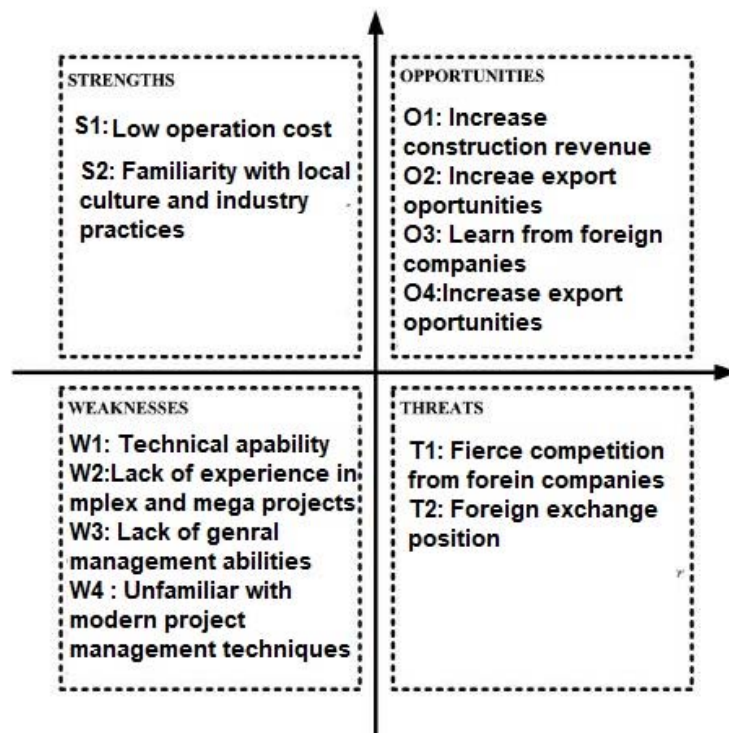 STRENGTHS
S1: Low operation cost
S2: Familiarity with local
culture and industry
practices
OPPORTUNITIES
O1: Increase
construction revenue
O2: Increae export
oportunities
O3: Learn from foreign
companies
O4:Increase export
oportunities
WEAKNESSES
W1: Technical apability
W2:Lack of experience in
mplex and mega projects
W3: Lack of genral
management abilities
W4 : Unfamiliar with
modern project
management techniques
THREATS
T1: Fierce competition
from forein companies
T2: Foreign exchange
position